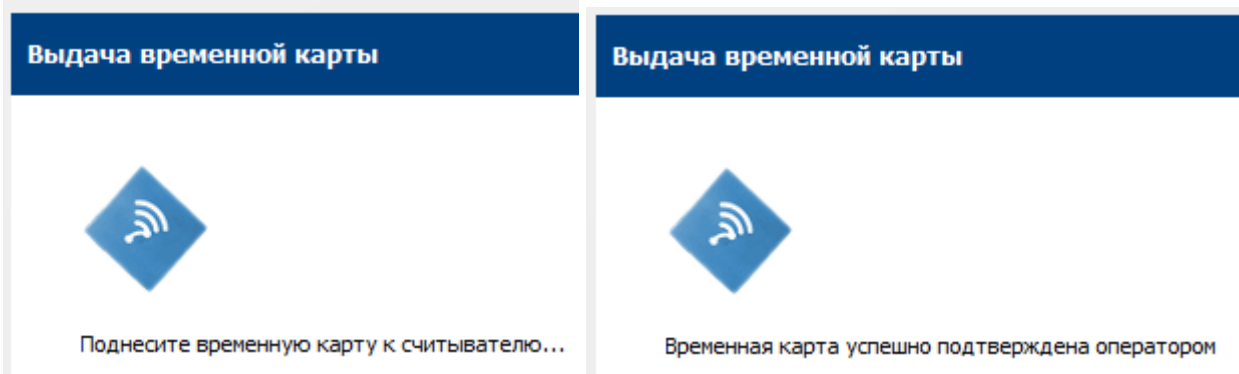 Выдача временной карты
Поднесите временную карту к считывателю...
Выдача временной карты
Временная карта успешно подтверждена оператором